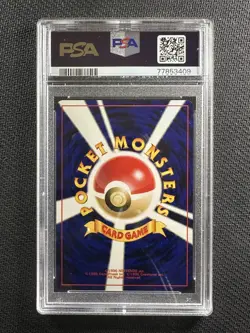 PSA
PSA
77853409
POCKET MONSTERS
CARD GAME